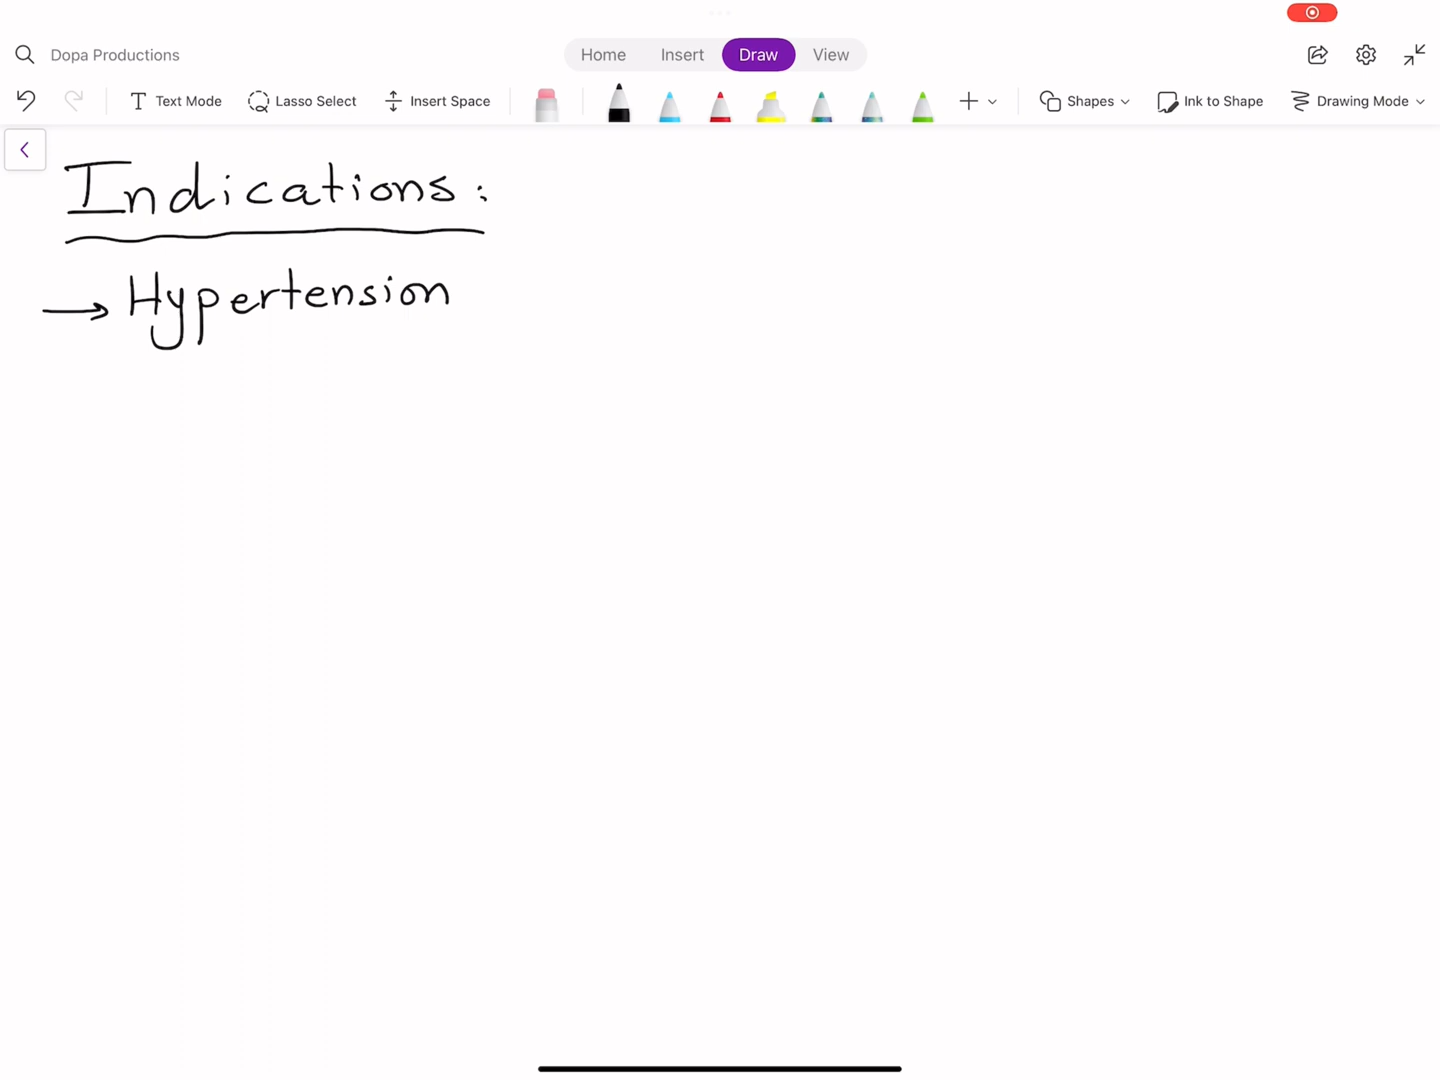 Dopa Productions
Home Insert Draw View
Text Mode Lasso Select Insert Space Shapes Ink to Shape Drawing Mode
Indications:
→ Hypertension